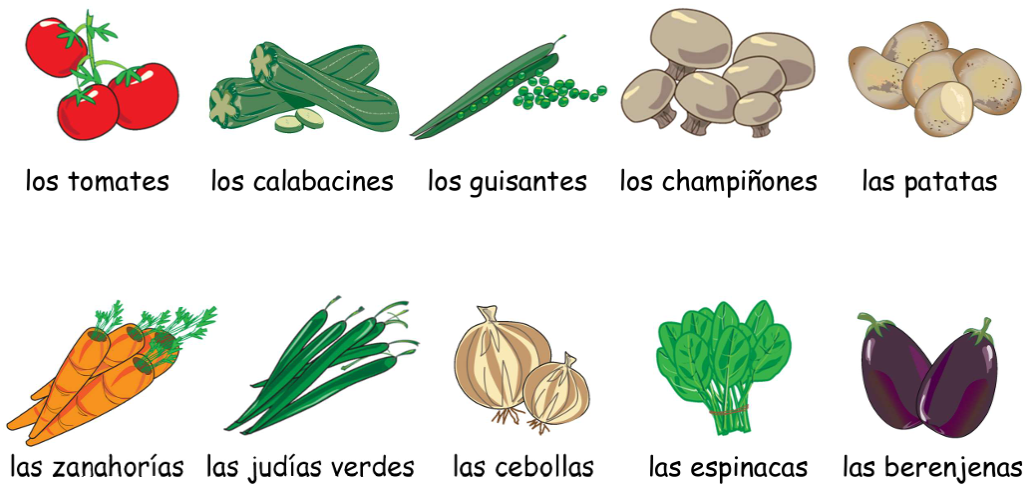 los tomates
los calabacines
los guisantes
los champiñones
las patatas
las zanahorías
las judías verdes
las cebollas
las espinacas
las berenjenas